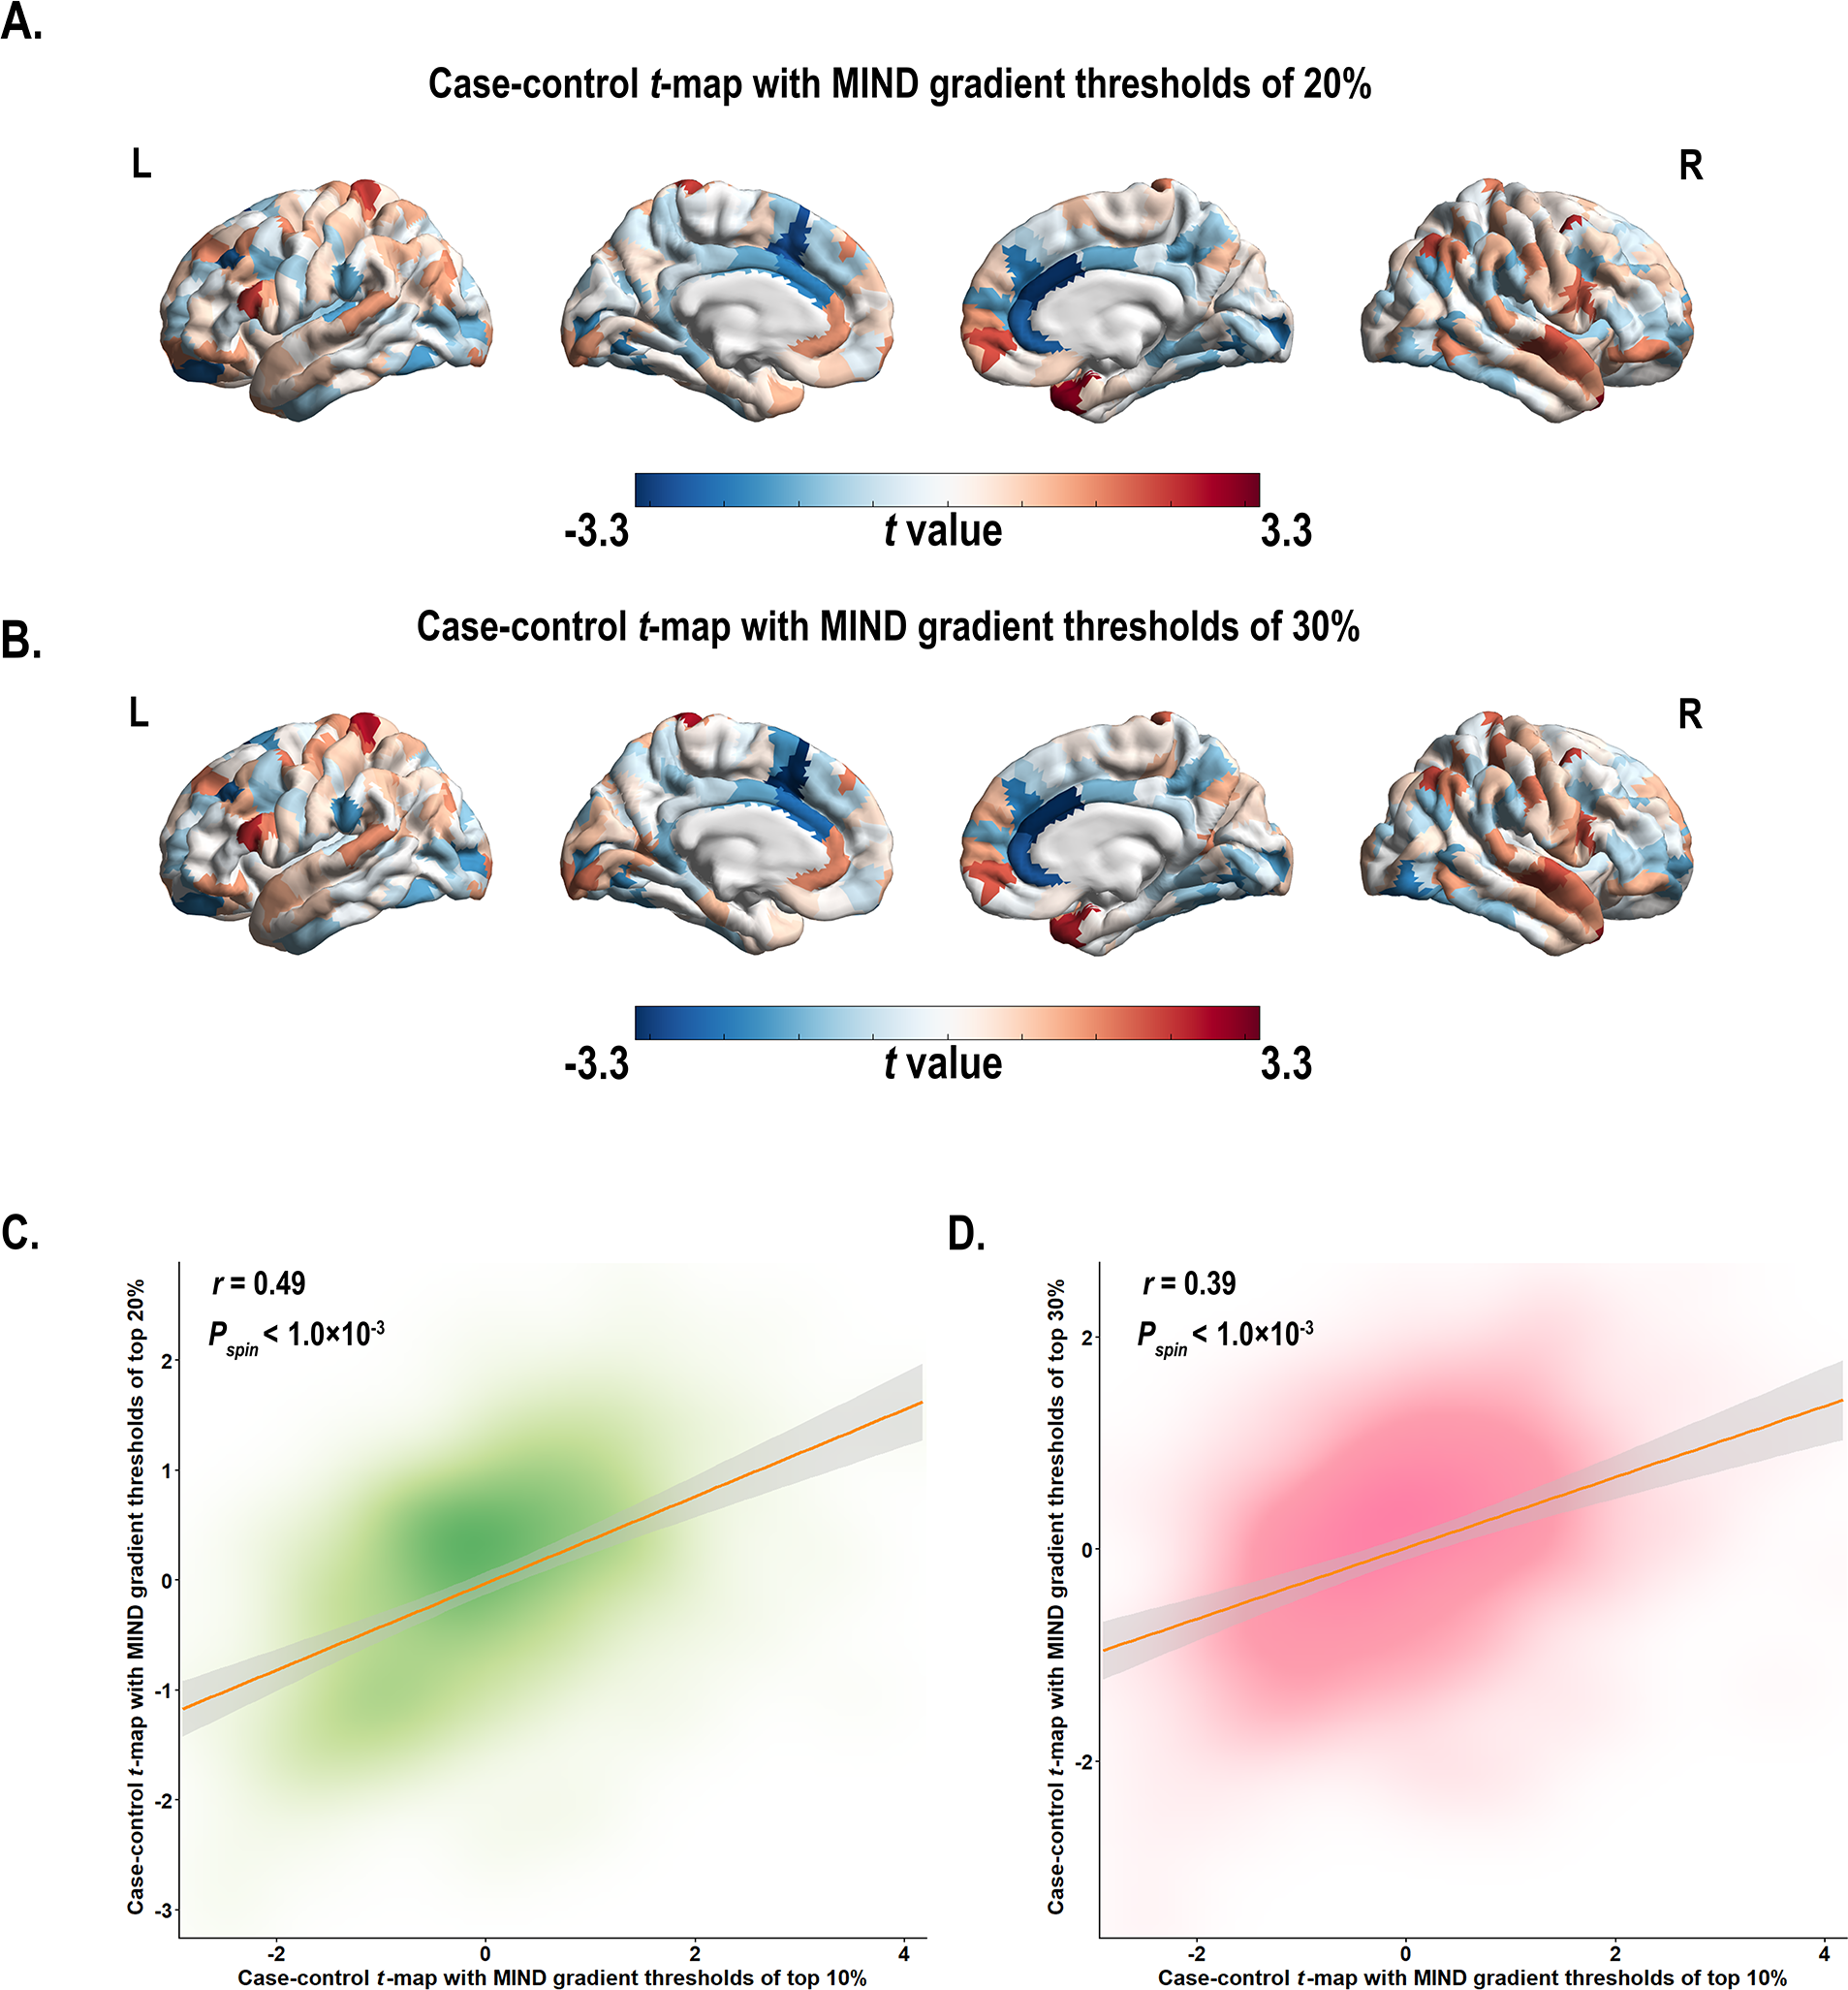 A.
Case-control t-map with MIND gradient thresholds of 20%
L
R
-3.3
t value
3.3
B.
Case-control t-map with MIND gradient thresholds of 30%
L
R
-3.3
t value
3.3
C.
r = 0.49
Pspin < 1.0×10-3
Case-control t-map with MIND gradient thresholds of top 20%
2
1
0
-1
-2
-3
-2
0
2
4
Case-control t-map with MIND gradient thresholds of top 10%
D.
r = 0.39
Pspin < 1.0×10-3
Case-control t-map with MIND gradient thresholds of top 30%
2
0
-2
-2
0
2
4
Case-control t-map with MIND gradient thresholds of top 10%